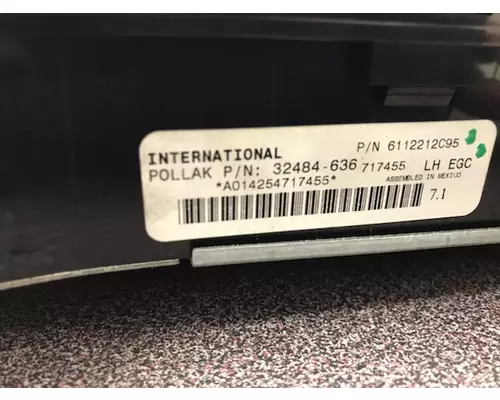 P/N 6112212C95
INTERNATIONAL
POLLAK P/N: 32484-636 717455 LH EGC
*A014254717455* ASSEMBLED IN MEXICO
7.1